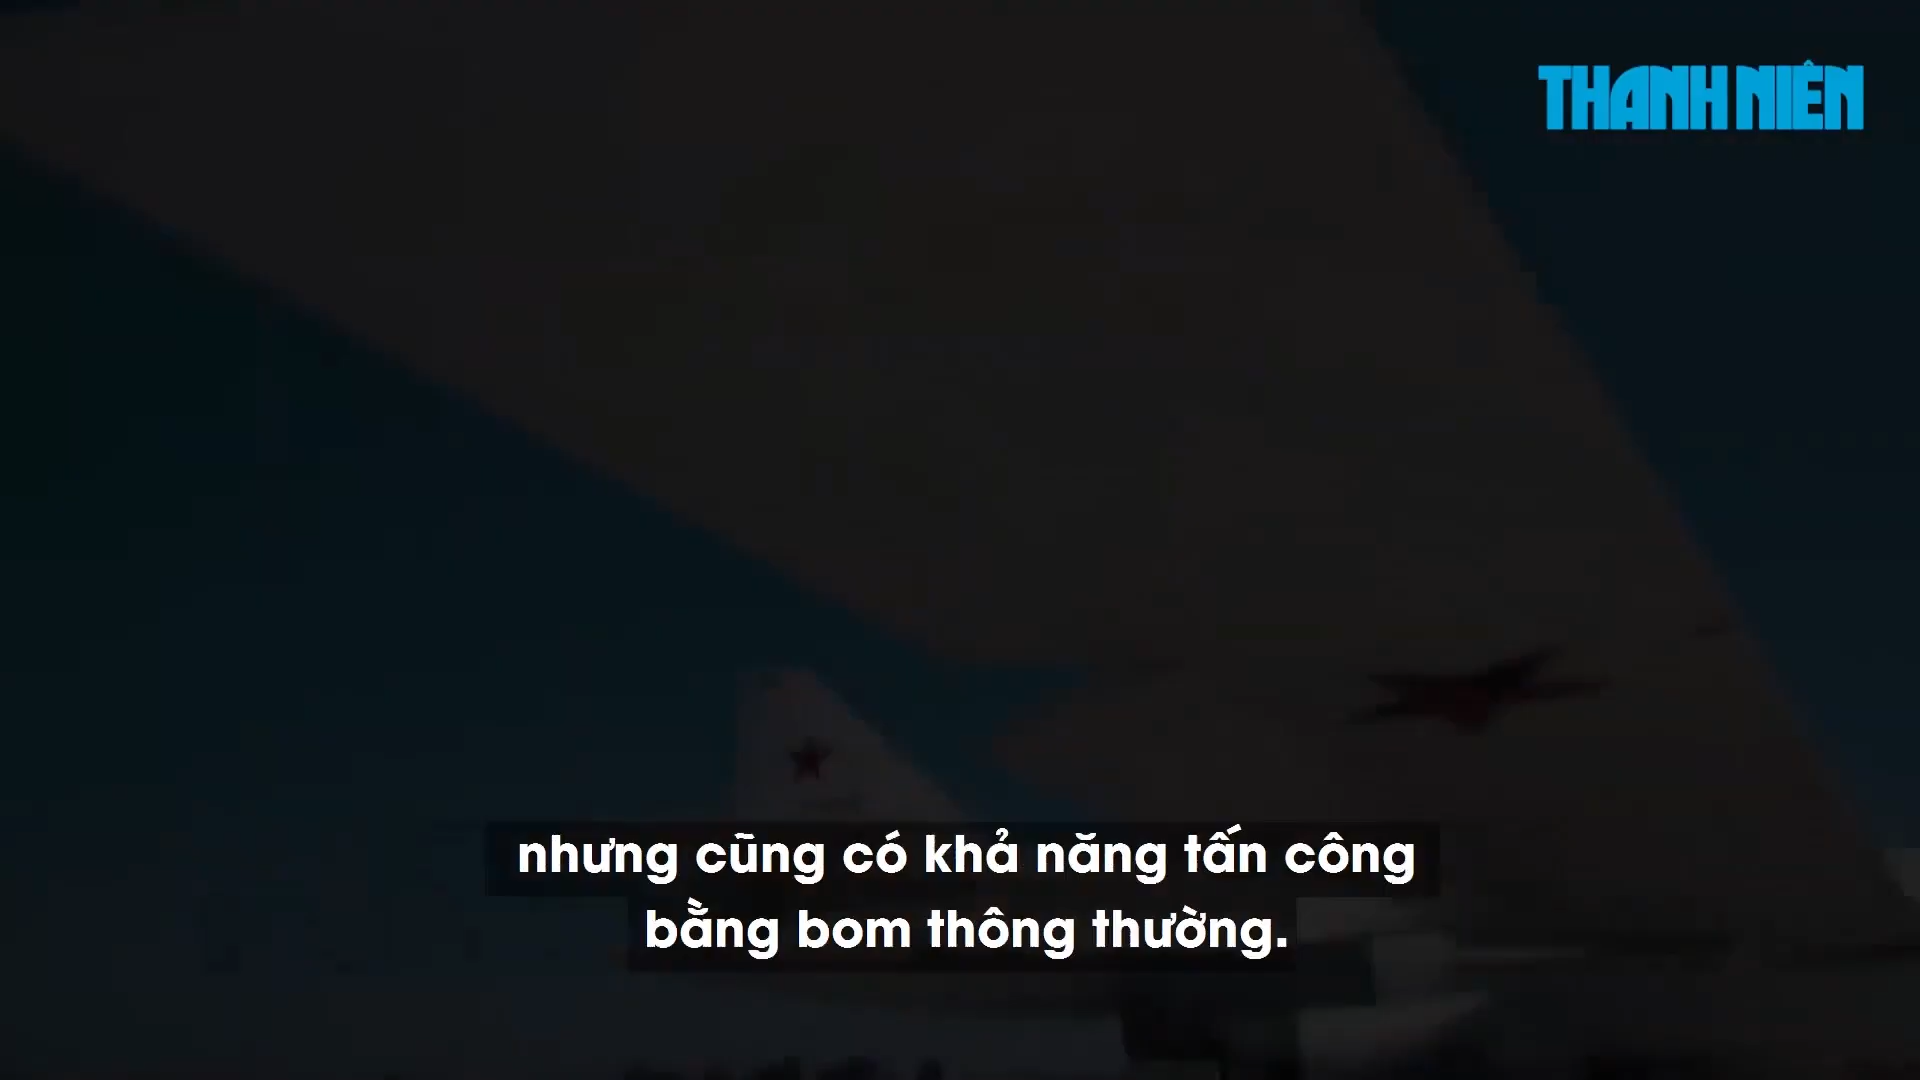 THANH NIÊN
nhưng cũng có khả năng tấn công
bằng bom thông thường.